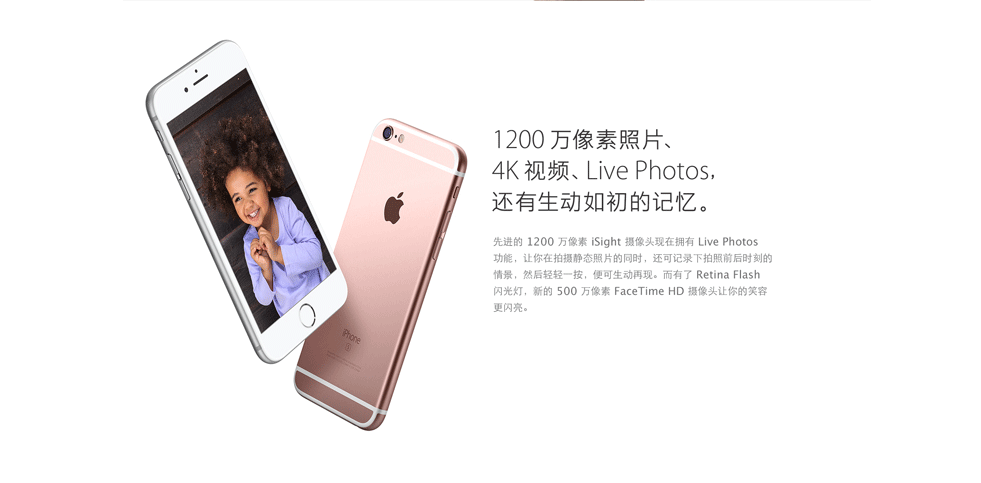 1200 万像素照片、
4K 视频、Live Photos，
还有生动如初的记忆。
先进的 1200 万像素 iSight 摄像头现在拥有 Live Photos
功能，让你在拍摄静态照片的同时，还可记录下拍照前后时刻的
情景，然后轻轻一按，便可生动再现。而有了 Retina Flash
闪光灯，新的 500 万像素 FaceTime HD 摄像头让你的笑容
更闪亮。
iPhone
S